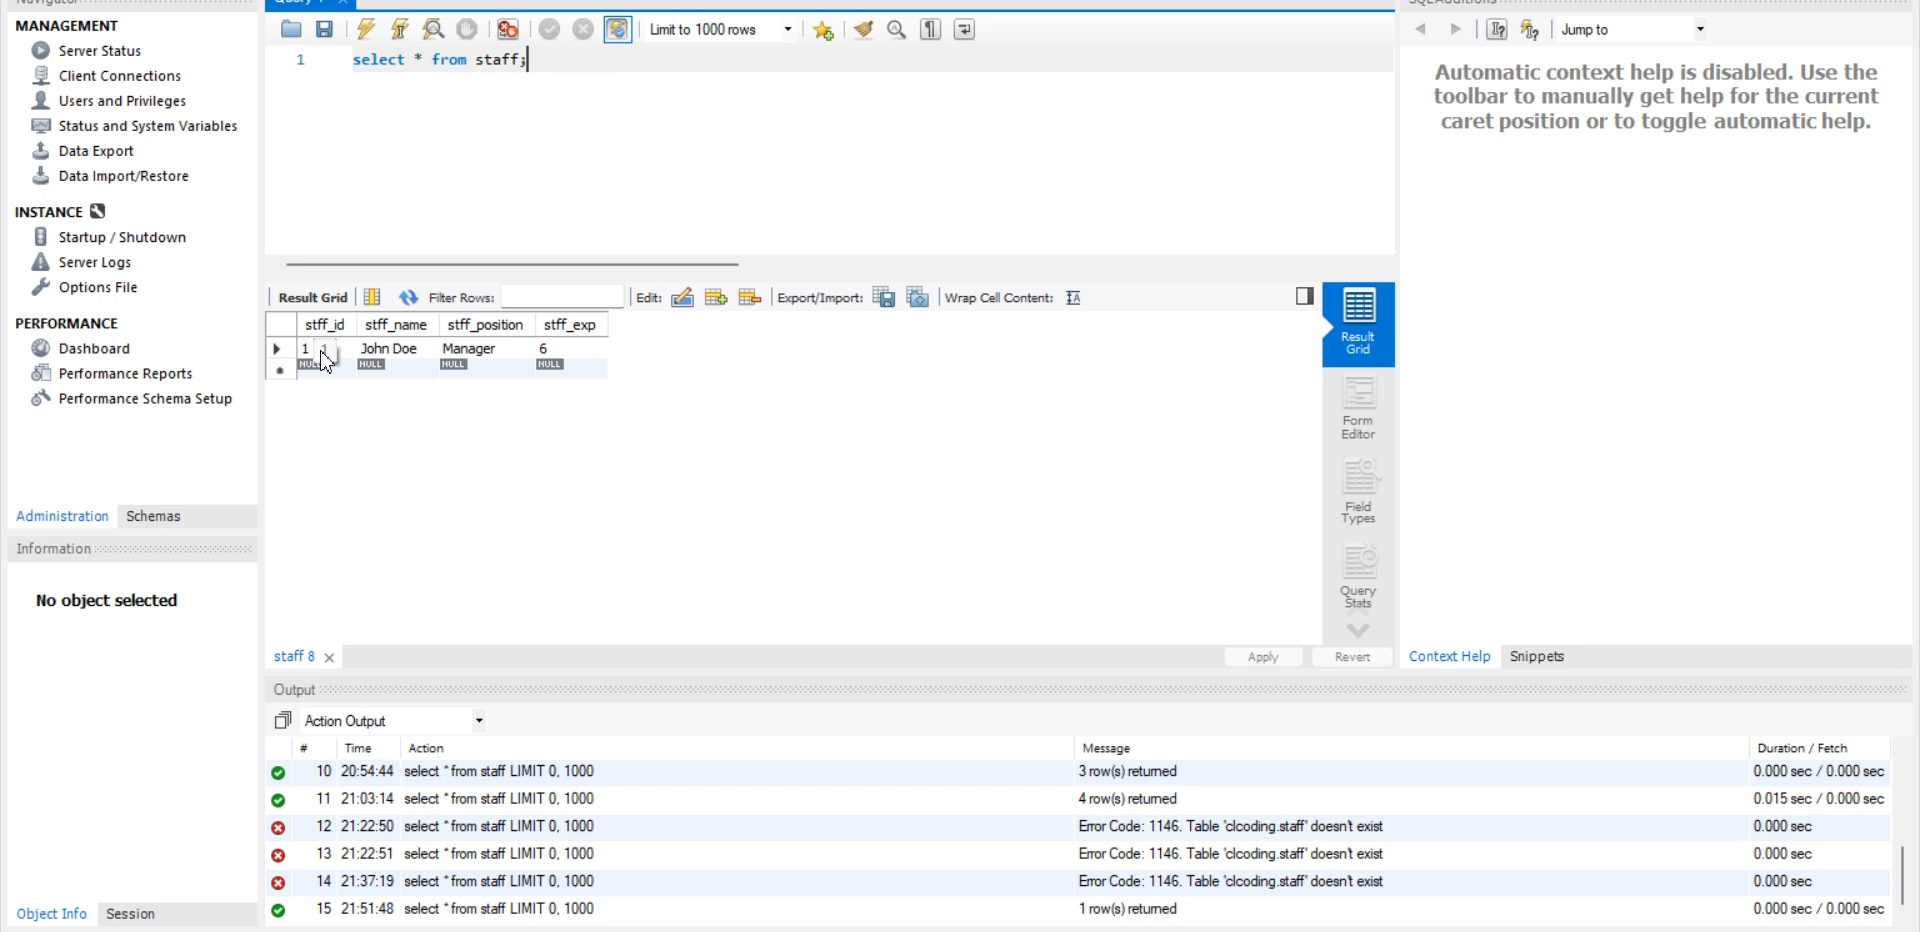 MANAGEMENT
Server Status
Client Connections
Users and Privileges
Status and System Variables
Data Export
Data Import/Restore
INSTANCE
Startup / Shutdown
Server Logs
Options File
PERFORMANCE
Dashboard
Performance Reports
Performance Schema Setup
Administration Schemas
Information
No object selected
Object Info Session
Limit to 1000 rows
1 select * from staff;
Result Grid Filter Rows: Edit: Export/Import: Wrap Cell Content:
stff_id stff_name stff_position stff_exp
1 1 John Doe Manager 6
NULL NULL NULL
Result
Grid
Form
Editor
Field
Types
Query
Stats
staff 8 Apply Revert
Jump to
Automatic context help is disabled. Use the
toolbar to manually get help for the current
caret position or to toggle automatic help.
Context Help Snippets
Output
Action Output
# Time Action Message Duration / Fetch
10 20:54:44 select * from staff LIMIT 0, 1000 3 row(s) returned 0.000 sec / 0.000 sec
11 21:03:14 select * from staff LIMIT 0, 1000 4 row(s) returned 0.015 sec / 0.000 sec
12 21:22:50 select * from staff LIMIT 0, 1000 Error Code: 1146. Table 'clcoding.staff' doesn't exist 0.000 sec
13 21:22:51 select * from staff LIMIT 0, 1000 Error Code: 1146. Table 'clcoding.staff' doesn't exist 0.000 sec
14 21:37:19 select * from staff LIMIT 0, 1000 Error Code: 1146. Table 'clcoding.staff' doesn't exist 0.000 sec
15 21:51:48 select * from staff LIMIT 0, 1000 1 row(s) returned 0.000 sec / 0.000 sec